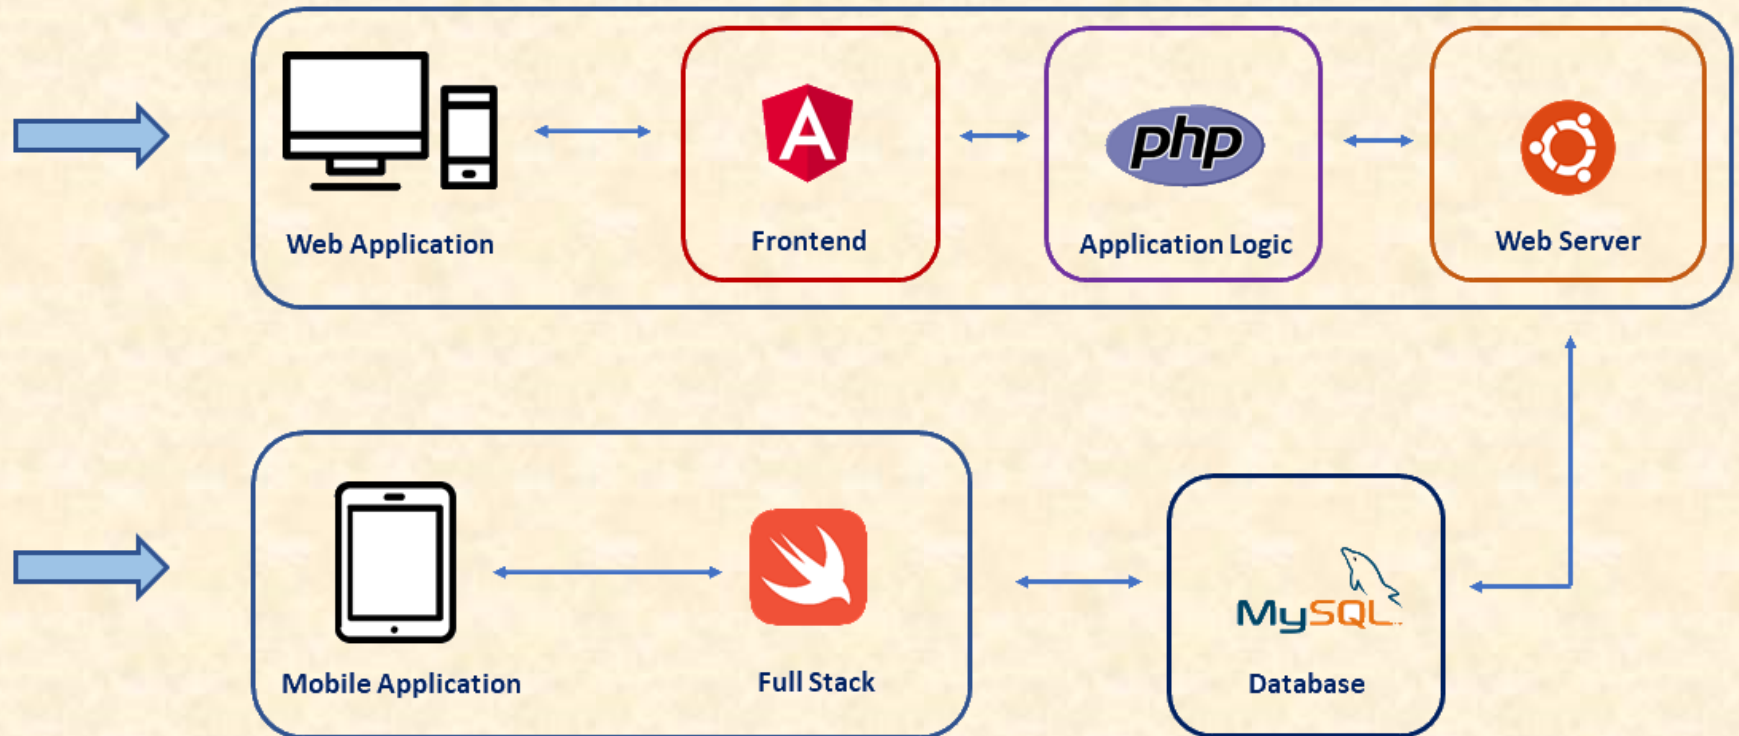 A
php
Web Application
Frontend
Application Logic
Web Server
MySQL
Mobile Application
Full Stack
Database